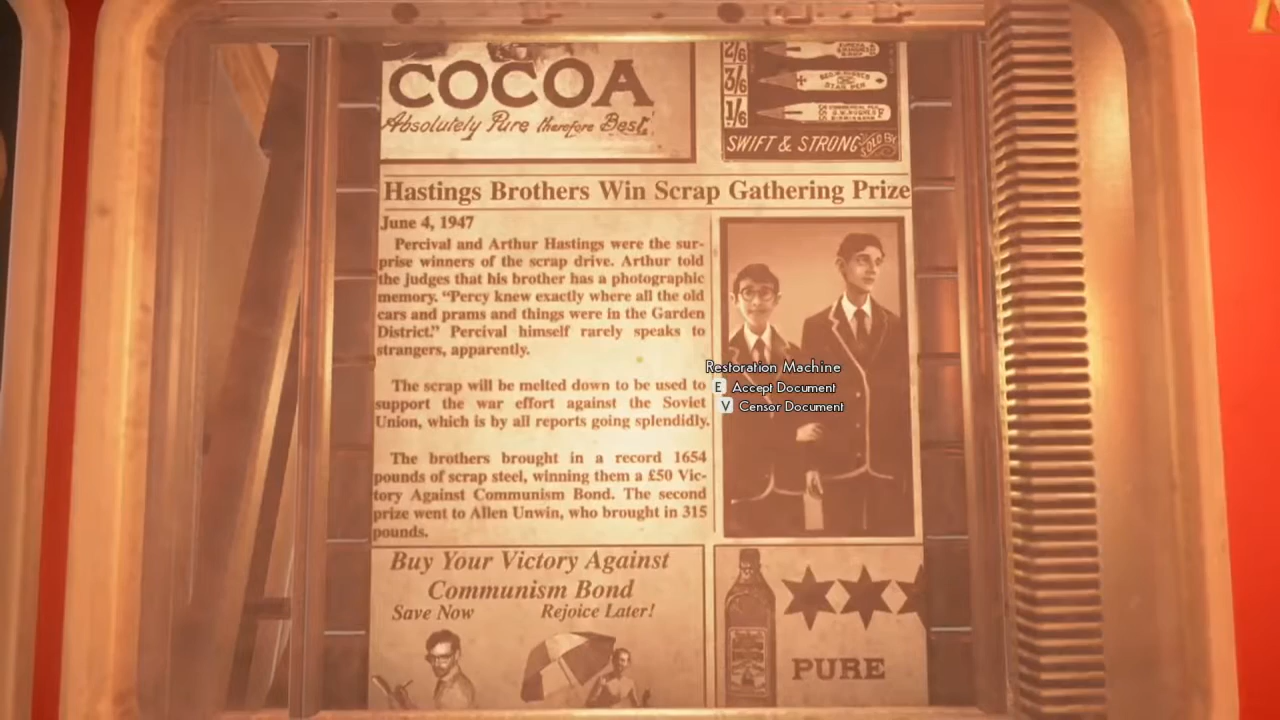 COCOA
Absolutely Pure therefore Best.
2/6
3/6
1/6
SWIFT & STRONG
SOLD BY
Hastings Brothers Win Scrap Gathering Prize
June 4, 1947
Percival and Arthur Hastings were the sur-
prise winners of the scrap drive. Arthur told
the judges that his brother has a photographic
memory. “Percy knew exactly where all the old
cars and prams and things were in the Garden
District.” Percival himself rarely speaks to
strangers, apparently.
The scrap will be melted down to be used to
support the war effort against the Soviet
Union, which is by all reports going splendidly.
The brothers brought in a record 1654
pounds of scrap steel, winning them a £50 Vic-
tory Against Communism Bond. The second
prize went to Allen Unwin, who brought in 315
pounds.
Restoration Machine
E Accept Document
V Censor Document
Buy Your Victory Against
Communism Bond
Save Now Rejoice Later!
PURE